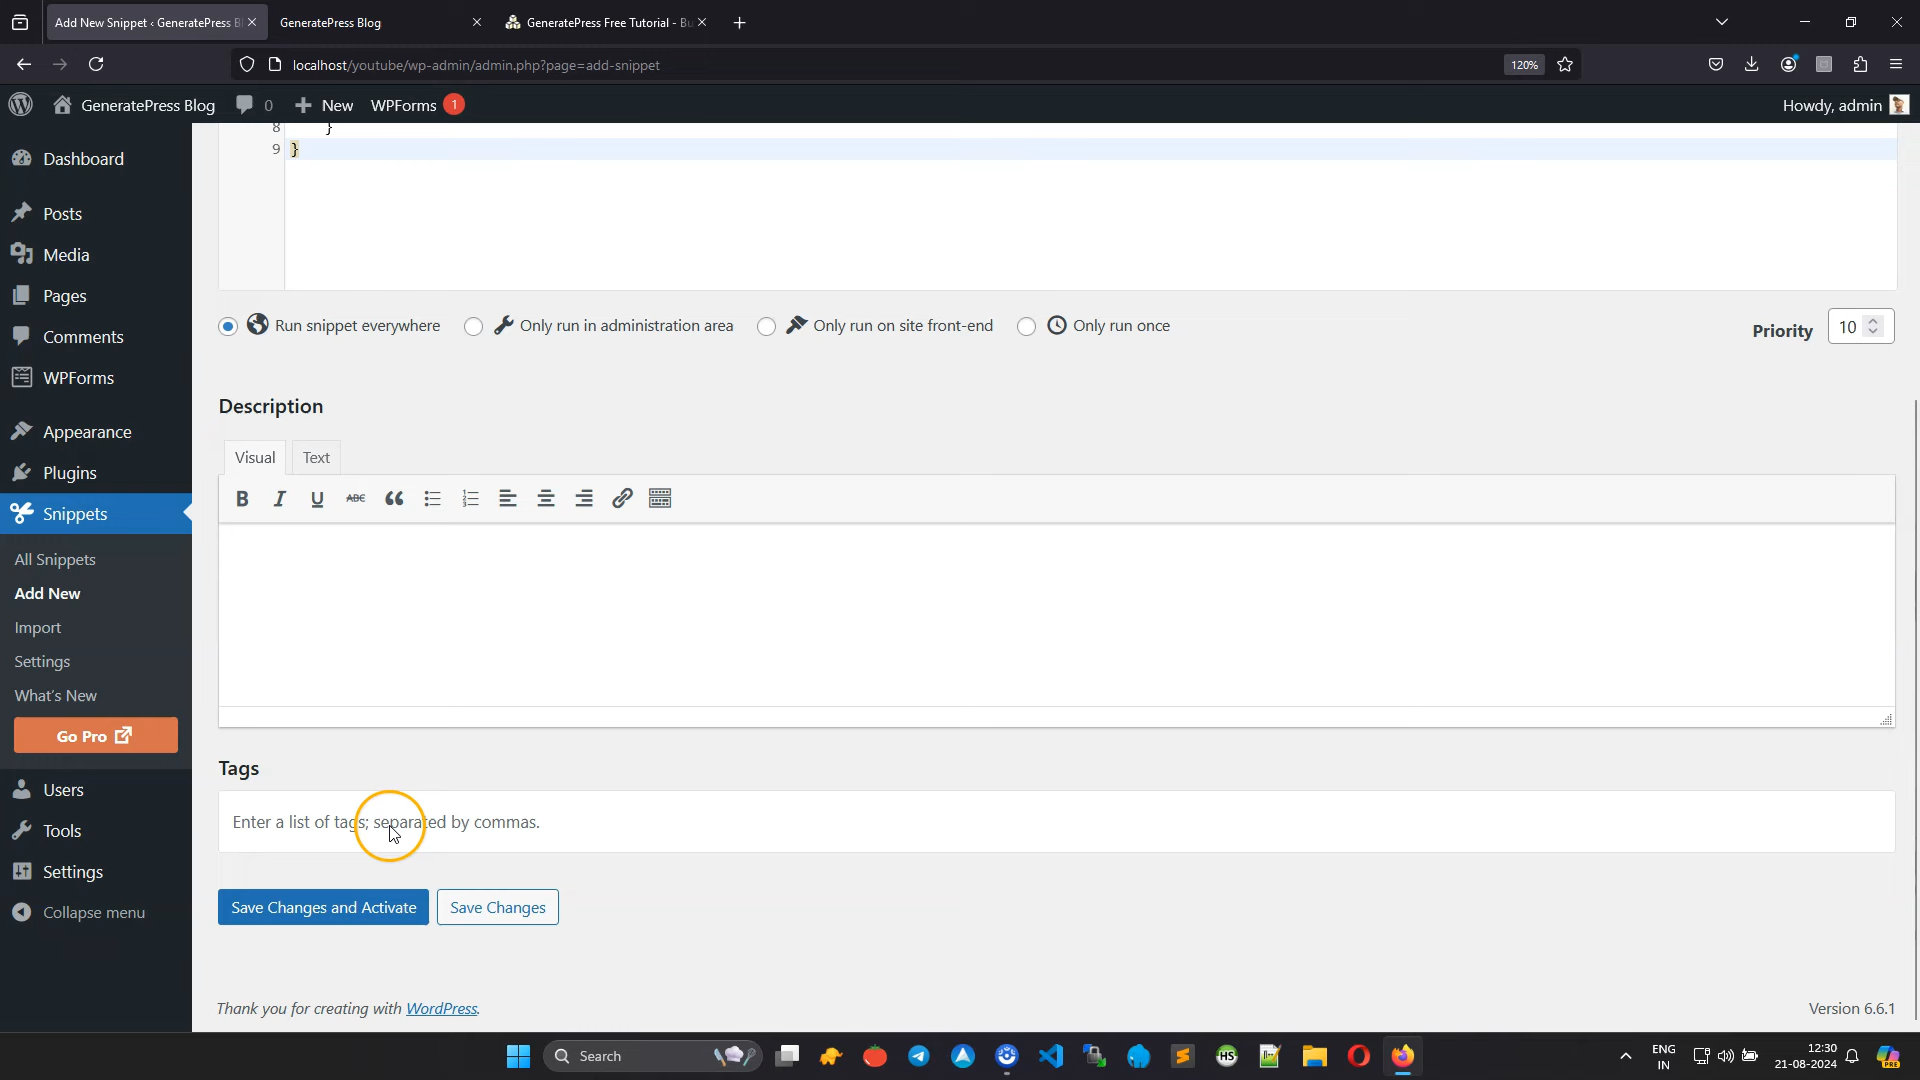 Add New Snippet ‹ GeneratePress Bl
GeneratePress Blog
GeneratePress Free Tutorial - Bu
localhost/youtube/wp-admin/admin.php?page=add-snippet
120%
GeneratePress Blog
0
New
WPForms 1
Howdy, admin
Dashboard
Posts
Media
Pages
Comments
WPForms
Appearance
Plugins
Snippets
All Snippets
Add New
Import
Settings
What's New
Go Pro
Users
Tools
Settings
Collapse menu
8 }
9 }
Run snippet everywhere
Only run in administration area
Only run on site front-end
Only run once
Priority 10
Description
Visual
Text
B I U ABC
Tags
Enter a list of tags; separated by commas.
Save Changes and Activate
Save Changes
Thank you for creating with WordPress.
Version 6.6.1
Search
HS
ENG
IN
12:30
21-08-2024
PRE